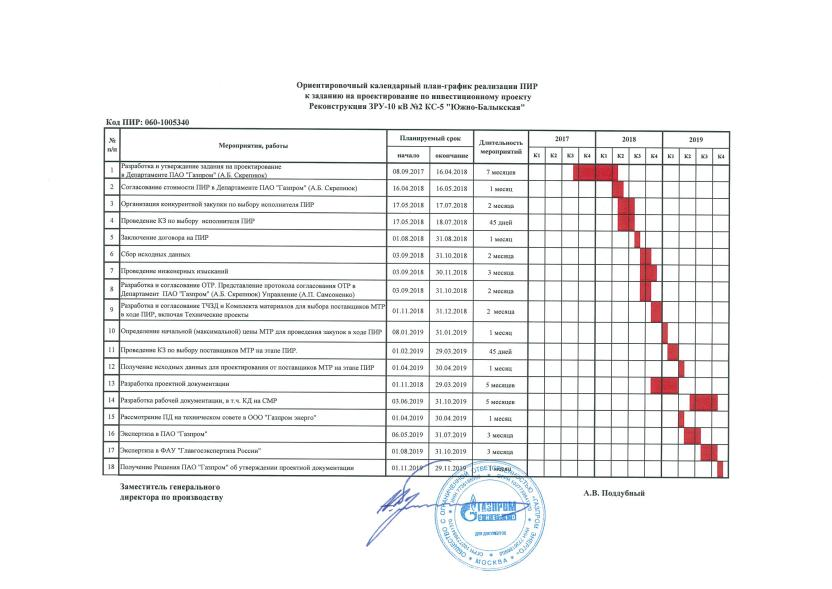 Ориентировочный календарный план-график реализации ПИР
к заданию на проектирование по инвестиционному проекту
Реконструкция ЗРУ-10 кВ №2 КС-5 "Южно-Балыкская"
Код ПИР: 060-1005340
№ п/п Мероприятия, работы Планируемый срок Длительность мероприятий 2017 2018 2019
начало окончание К1 К2 К3 К4 К1 К2 К3 К4 К1 К2 К3 К4
1 Разработка и утверждение задания на проектирование
в Департаменте ПАО "Газпром" (А.Б. Скрепнюк) 08.09.2017 16.04.2018 7 месяцев
2 Согласование стоимости ПИР в Департаменте ПАО "Газпром" (А.Б. Скрепнюк) 16.04.2018 16.05.2018 1 месяц
3 Организация конкурентной закупки по выбору исполнителя ПИР 17.05.2018 17.07.2018 2 месяца
4 Проведение КЗ по выбору исполнителя ПИР 17.05.2018 18.07.2018 45 дней
5 Заключение договора на ПИР 01.08.2018 31.08.2018 1 месяц
6 Сбор исходных данных 03.09.2018 31.10.2018 2 месяца
7 Проведение инженерных изысканий 03.09.2018 30.11.2018 3 месяца
8 Разработка и согласование ОТР. Представление протокола согласования ОТР в
Департамент ПАО "Газпром" (А.Б. Скрепнюк) Управление (А.П. Самсоненко) 03.09.2018 31.10.2018 2 месяца
9 Разработка и согласование ТЧЗД и Комплекта материалов для выбора поставщиков МТР
в ходе ПИР, включая Технические проекты 01.11.2018 31.12.2018 2 месяца
10 Определение начальной (максимальной) цены МТР для проведения закупок в ходе ПИР 08.01.2019 31.01.2019 1 месяц
11 Проведение КЗ по выбору поставщиков МТР на этапе ПИР. 01.02.2019 29.03.2019 45 дней
12 Получение исходных данных для проектирования от поставщиков МТР на этапе ПИР 01.04.2019 30.04.2019 1 месяц
13 Разработка проектной документации 01.11.2018 29.03.2019 5 месяцев
14 Разработка рабочей документации, в т.ч. КД на СМР 03.06.2019 31.10.2019 5 месяцев
15 Рассмотрение ПД на техническом совете в ООО "Газпром энерго" 01.04.2019 30.04.2019 1 месяц
16 Экспертиза в ПАО "Газпром" 06.05.2019 31.07.2019 3 месяца
17 Экспертиза в ФАУ "Главгосэкспертиза России" 01.08.2019 31.10.2019 3 месяца
18 Получение Решения ПАО "Газпром" об утверждении проектной документации 01.11.2019 29.11.2019 1 месяц
Заместитель генерального
директора по производству
А.В. Поддубный
ОБЩЕСТВО С ОГРАНИЧЕННОЙ ОТВЕТСТВЕННОСТЬЮ «ГАЗПРОМ ЭНЕРГО»
ГАЗПРОМ
ЭНЕРГО
ДЛЯ ДОКУМЕНТОВ
МОСКВА